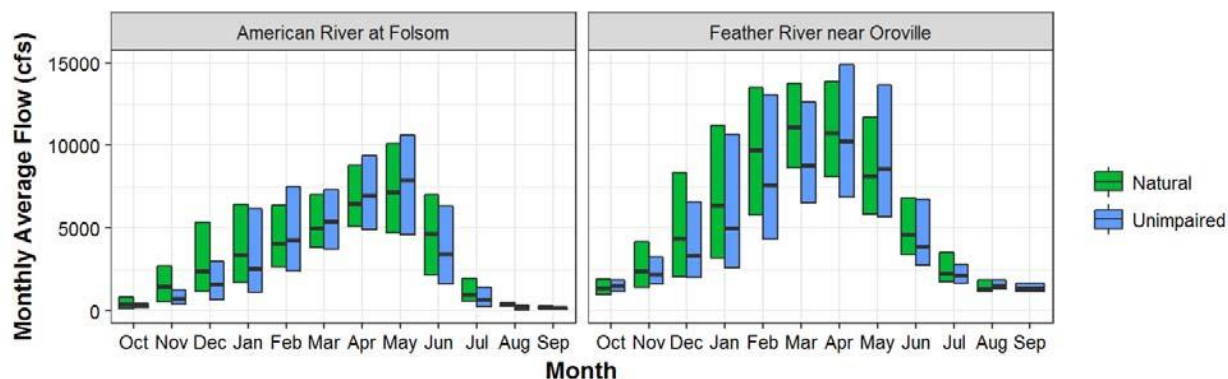 American River at Folsom
Feather River near Oroville
Monthly Average Flow (cfs)
15000
10000
5000
0
Oct Nov Dec Jan Feb Mar Apr May Jun Jul Aug Sep
Oct Nov Dec Jan Feb Mar Apr May Jun Jul Aug Sep
Month
Natural
Unimpaired